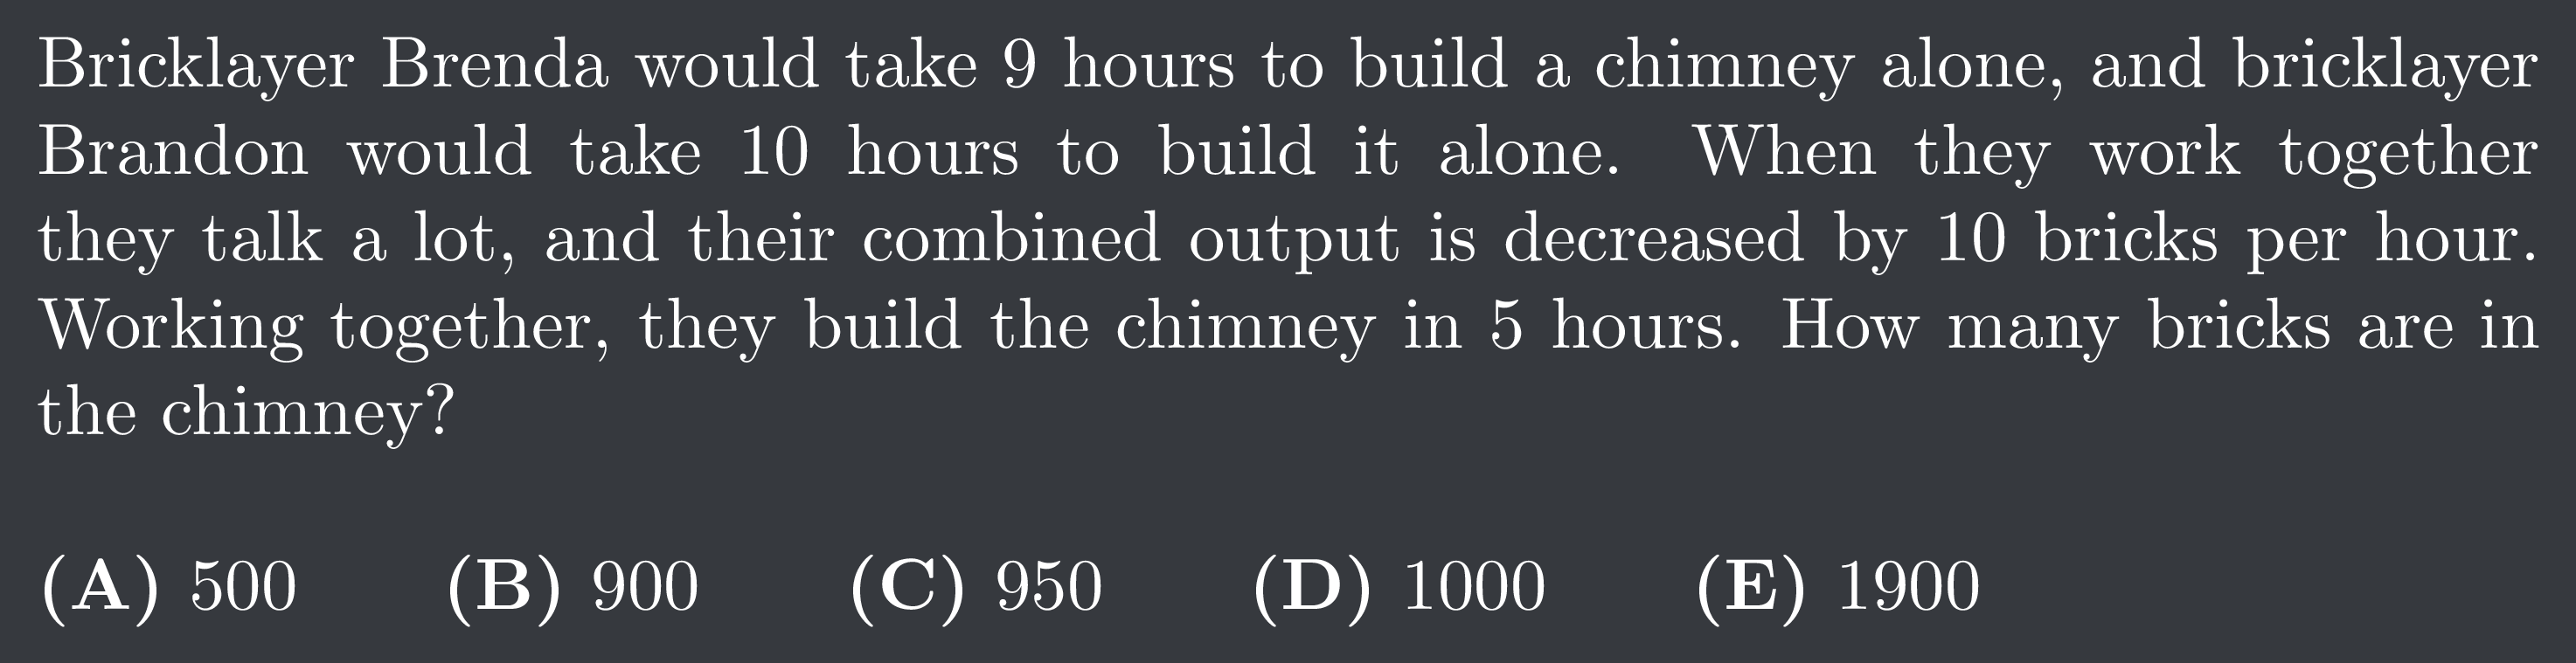 Bricklayer Brenda would take 9 hours to build a chimney alone, and bricklayer
Brandon would take 10 hours to build it alone. When they work together
they talk a lot, and their combined output is decreased by 10 bricks per hour.
Working together, they build the chimney in 5 hours. How many bricks are in
the chimney?
(A) 500 (B) 900 (C) 950 (D) 1000 (E) 1900